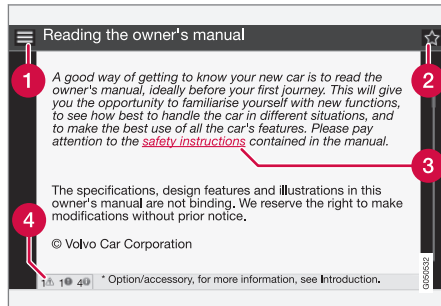 Reading the owner's manual
1
2
A good way of getting to know your new car is to read the
owner's manual, ideally before your first journey. This will give
you the opportunity to familiarise yourself with new functions,
to see how best to handle the car in different situations, and
to make the best use of all the car's features. Please pay
attention to the safety instructions contained in the manual.
3
The specifications, design features and illustrations in this
owner's manual are not binding. We reserve the right to make
modifications without prior notice.
4
© Volvo Car Corporation
1 1 4 * Option/accessory, for more information, see Introduction.
G050532